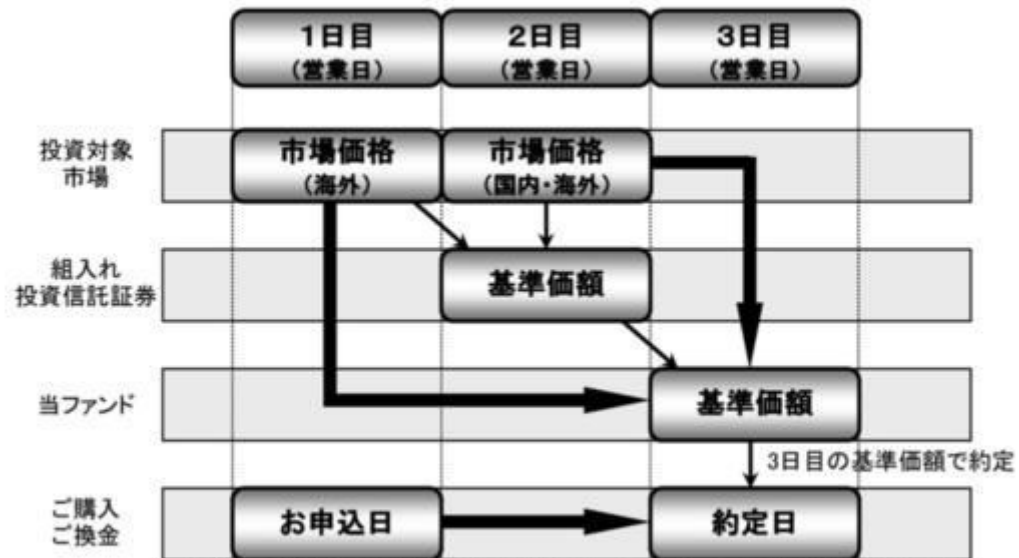 1日目
(営業日)
2日目
(営業日)
3日目
(営業日)
投資対象
市場
市場価格
(海外)
市場価格
(国内・海外)
組入れ
投資信託証券
基準価額
当ファンド
基準価額
3日目の基準価額で約定
ご購入
ご換金
お申込日
約定日